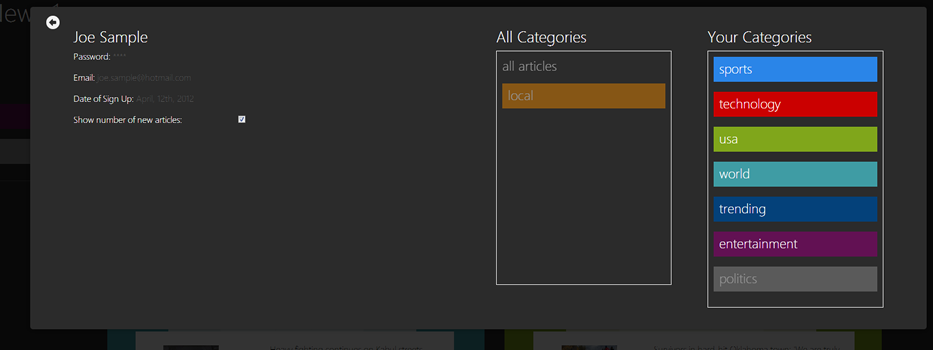 Joe Sample
Password: ****
Email: joe.sample@hotmail.com
Date of Sign Up: April, 12th, 2012
Show number of new articles:
All Categories
all articles
local
Your Categories
sports
technology
usa
world
trending
entertainment
politics